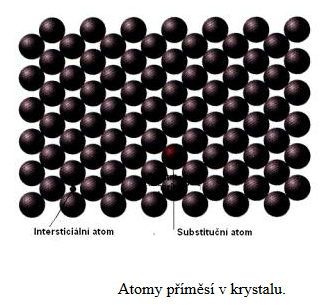 Intersticiální atom
Substituční atom
Atomy příměsí v krystalu.